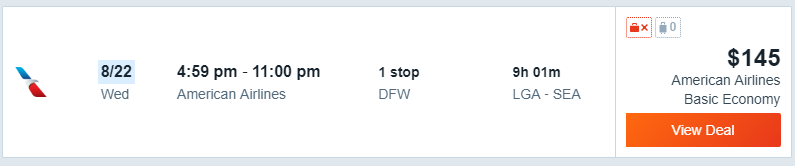 8/22
Wed
4:59 pm - 11:00 pm
American Airlines
1 stop
DFW
9h 01m
LGA - SEA
0
$145
American Airlines
Basic Economy
View Deal